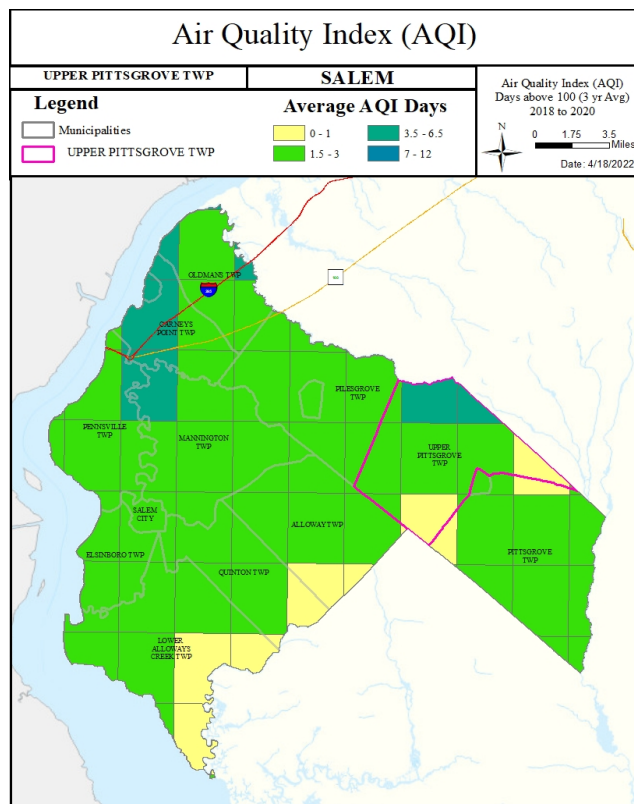 Air Quality Index (AQI)
UPPER PITTSGROVE TWP
SALEM
Legend
Municipalities
UPPER PITTSGROVE TWP
Average AQI Days
0 - 1
1.5 - 3
3.5 - 6.5
7 - 12
Air Quality Index (AQI)
Days above 100 (3 yr Avg)
2018 to 2020
N
0 1.75 3.5
Miles
Date: 4/18/2022
OLDMANS TWP
CARNEYS
POINT TWP
PILESGROVE
TWP
PENNSVILLE
TWP
MANNINGTON
TWP
UPPER
PITTSGROVE
TWP
SALEM
CITY
ALLOWAY TWP
ELSINBORO TWP
PITTSGROVE
TWP
QUINTON TWP
LOWER
ALLOWAYS
CREEK TWP